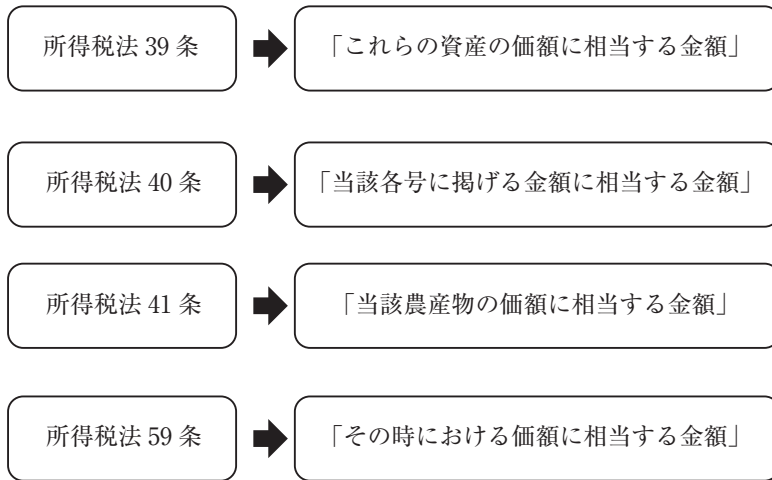 所得税法 39 条
「これらの資産の価額に相当する金額」
所得税法 40 条
「当該各号に掲げる金額に相当する金額」
所得税法 41 条
「当該農産物の価額に相当する金額」
所得税法 59 条
「その時における価額に相当する金額」